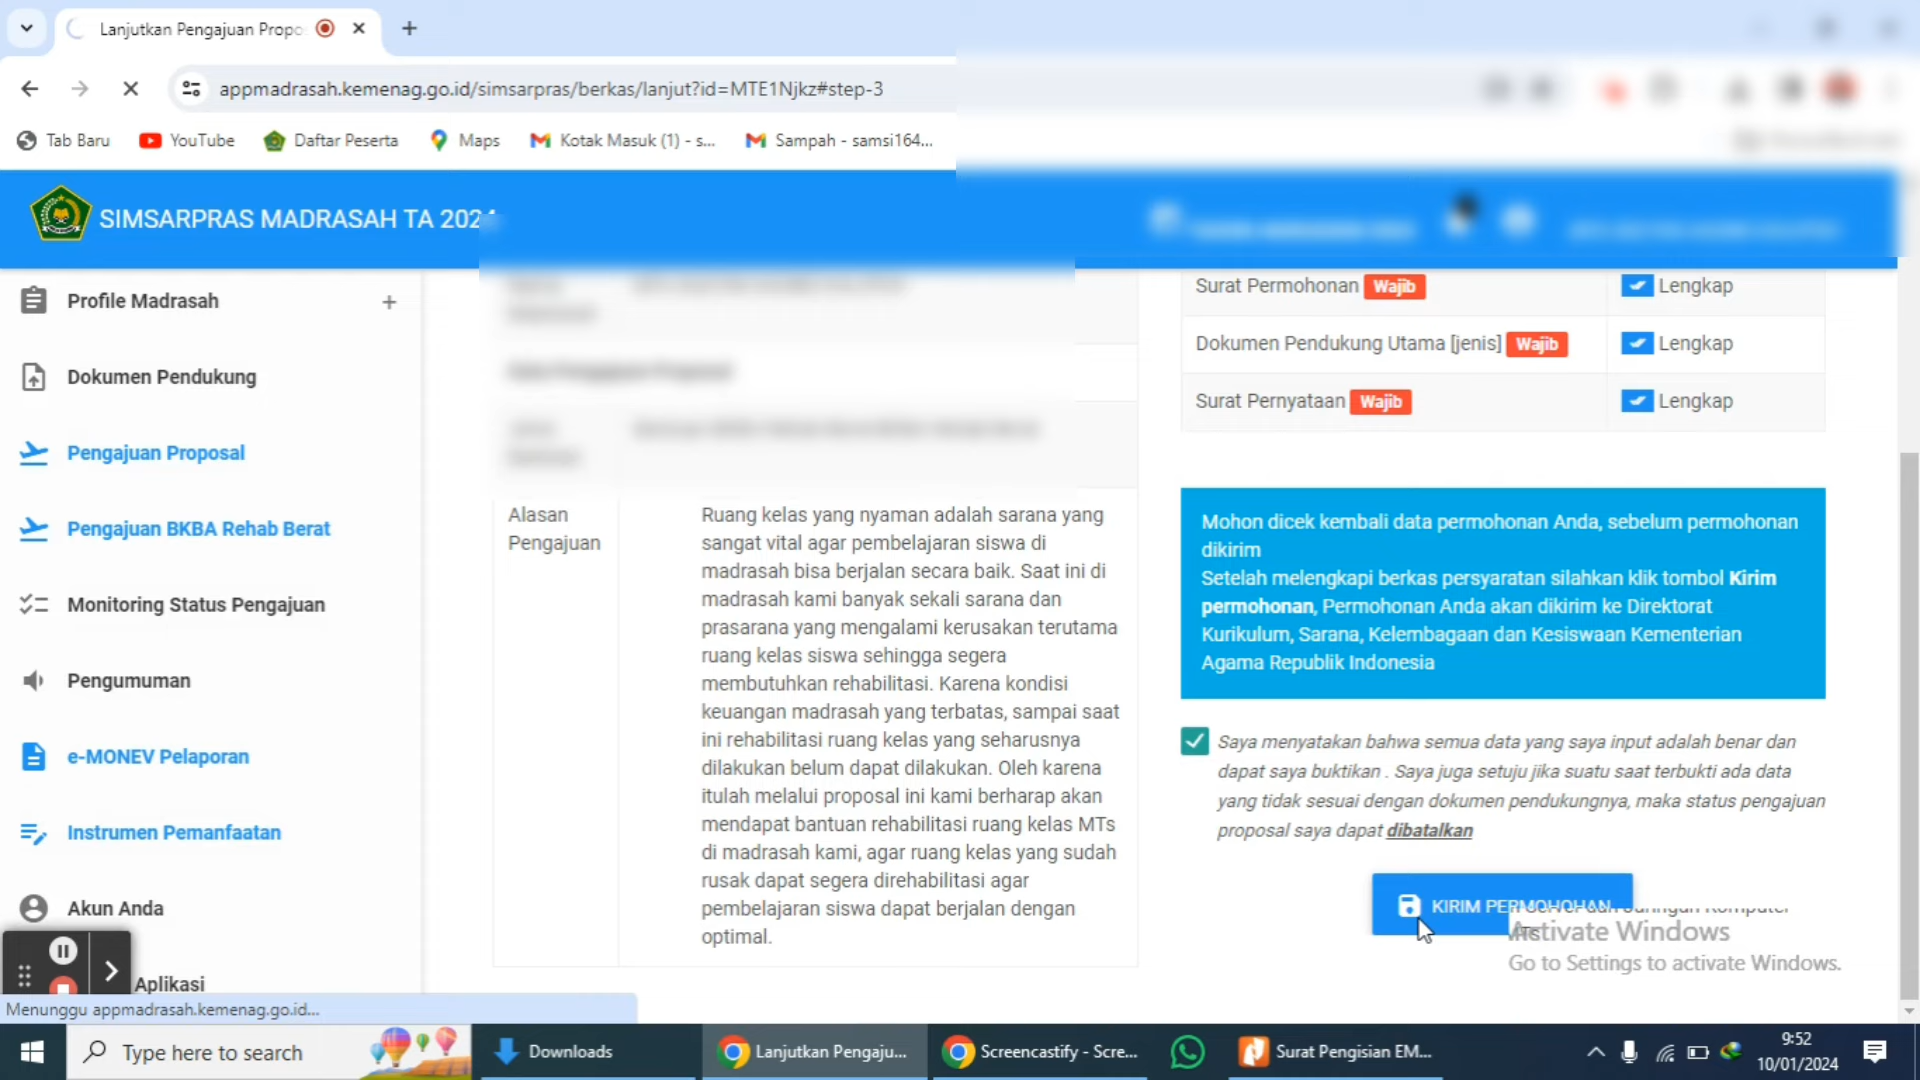 Lanjutkan Pengajuan Propo
appmadrasah.kemenag.go.id/simsarpras/berkas/lanjut?id=MTE1Njkz#step-3
Tab Baru
YouTube
Daftar Peserta
Maps
Kotak Masuk (1) - s...
Sampah - samsi164...
SIMSARPRAS MADRASAH TA 2024
Profile Madrasah
Dokumen Pendukung
Pengajuan Proposal
Pengajuan BKBA Rehab Berat
Monitoring Status Pengajuan
Pengumuman
e-MONEV Pelaporan
Instrumen Pemanfaatan
Akun Anda
Aplikasi
Menunggu appmadrasah.kemenag.go.id...
Alasan
Pengajuan
Ruang kelas yang nyaman adalah sarana yang
sangat vital agar pembelajaran siswa di
madrasah bisa berjalan secara baik. Saat ini di
madrasah kami banyak sekali sarana dan
prasarana yang mengalami kerusakan terutama
ruang kelas siswa sehingga segera
membutuhkan rehabilitasi. Karena kondisi
keuangan madrasah yang terbatas, sampai saat
ini rehabilitasi ruang kelas yang seharusnya
dilakukan belum dapat dilakukan. Oleh karena
itulah melalui proposal ini kami berharap akan
mendapat bantuan rehabilitasi ruang kelas MTs
di madrasah kami, agar ruang kelas yang sudah
rusak dapat segera direhabilitasi agar
pembelajaran siswa dapat berjalan dengan
optimal.
Surat Permohonan Wajib Lengkap
Dokumen Pendukung Utama [jenis] Wajib Lengkap
Surat Pernyataan Wajib Lengkap
Mohon dicek kembali data permohonan Anda, sebelum permohonan
dikirim
Setelah melengkapi berkas persyaratan silahkan klik tombol Kirim
permohonan, Permohonan Anda akan dikirim ke Direktorat
Kurikulum, Sarana, Kelembagaan dan Kesiswaan Kementerian
Agama Republik Indonesia
Saya menyatakan bahwa semua data yang saya input adalah benar dan
dapat saya buktikan . Saya juga setuju jika suatu saat terbukti ada data
yang tidak sesuai dengan dokumen pendukungnya, maka status pengajuan
proposal saya dapat dibatalkan
KIRIM PERMOHONAN
Activate Windows
Go to Settings to activate Windows.
Type here to search
Downloads
Lanjutkan Pengaju...
Screencastify - Scre...
Surat Pengisian EM...
9:52
10/01/2024